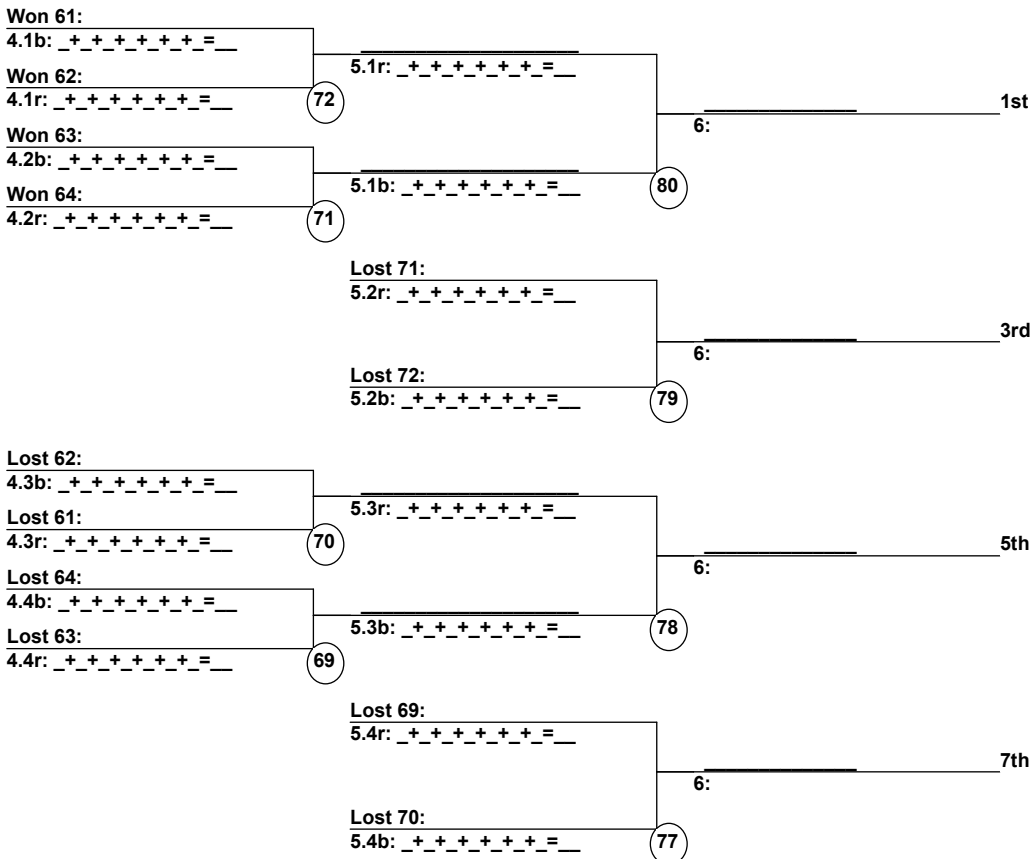 Won 61:
4.1b: _+_+_+_+_+_=__
5.1r: _+_+_+_+_+_=__
Won 62:
4.1r: _+_+_+_+_+_=__
72
1st
6:
Won 63:
4.2b: _+_+_+_+_+_=__
5.1b: _+_+_+_+_+_=__
80
Won 64:
4.2r: _+_+_+_+_+_=__
71
Lost 71:
5.2r: _+_+_+_+_+_=__
3rd
6:
Lost 72:
5.2b: _+_+_+_+_+_=__
79
Lost 62:
4.3b: _+_+_+_+_+_=__
5.3r: _+_+_+_+_+_=__
Lost 61:
4.3r: _+_+_+_+_+_=__
70
5th
6:
Lost 64:
4.4b: _+_+_+_+_+_=__
5.3b: _+_+_+_+_+_=__
78
Lost 63:
4.4r: _+_+_+_+_+_=__
69
Lost 69:
5.4r: _+_+_+_+_+_=__
7th
6:
Lost 70:
5.4b: _+_+_+_+_+_=__
77